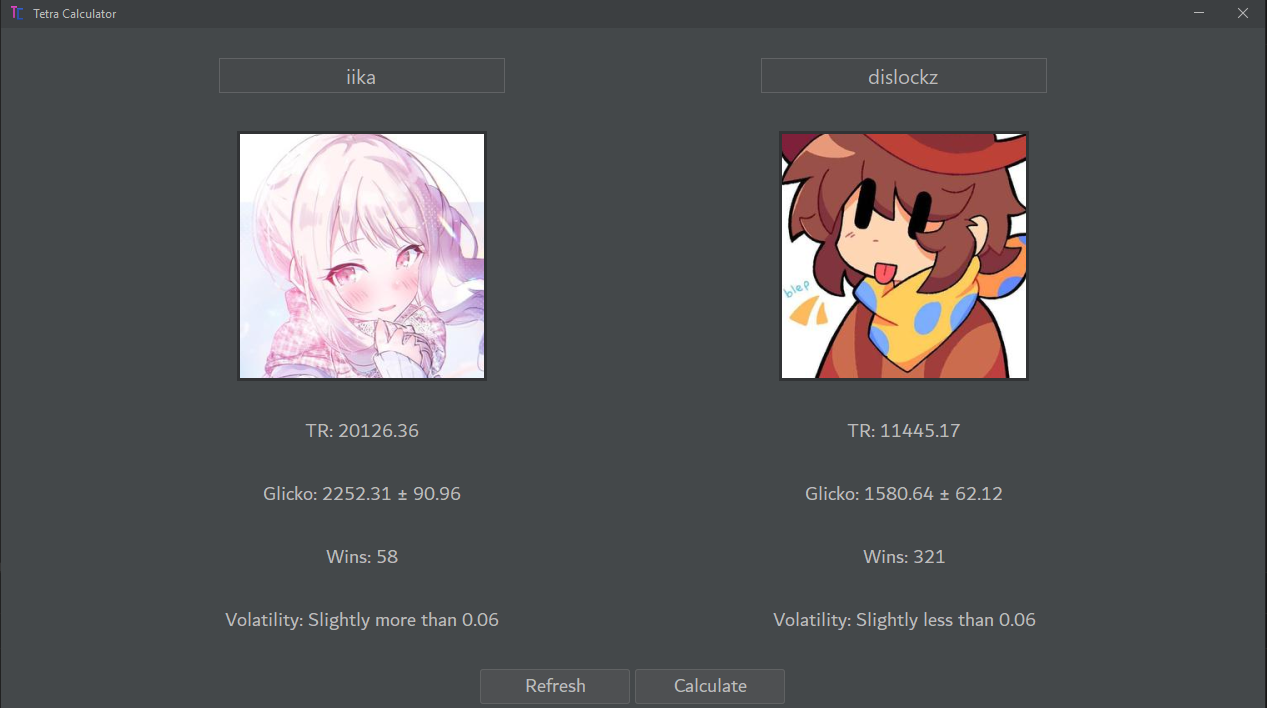 Tetra Calculator
iika
dislockz
blep
TR: 20126.36
TR: 11445.17
Glicko: 2252.31 ± 90.96
Glicko: 1580.64 ± 62.12
Wins: 58
Wins: 321
Volatility: Slightly more than 0.06
Volatility: Slightly less than 0.06
Refresh
Calculate